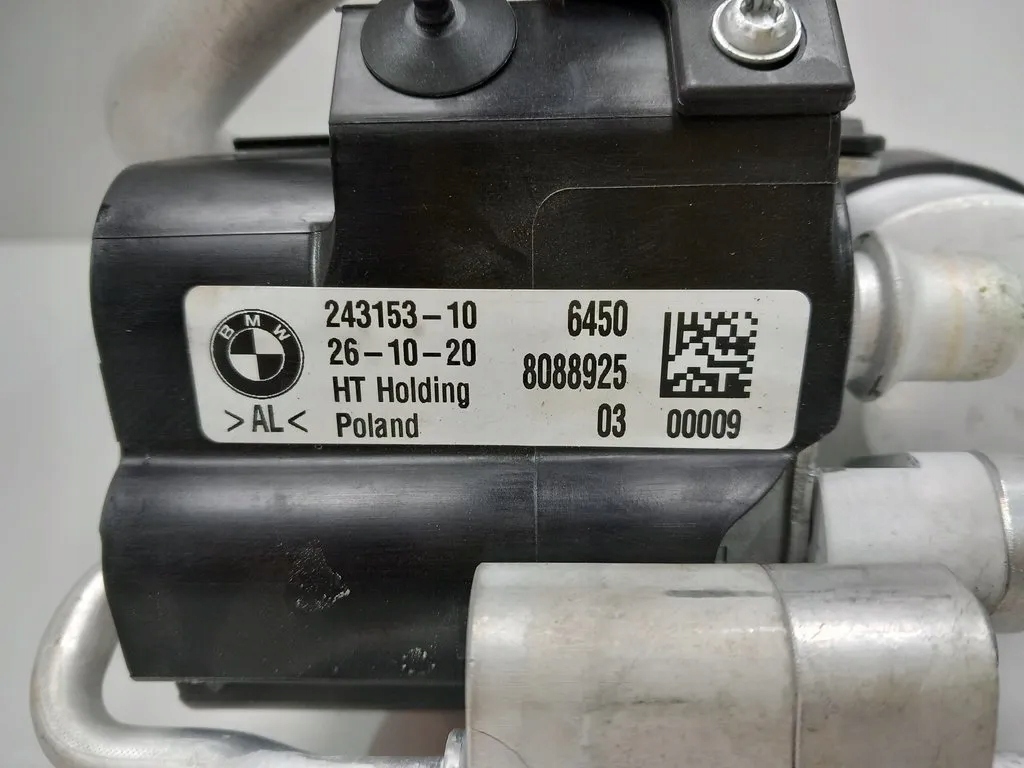 BMW
243153-10 6450
26-10-20 8088925
HT Holding
>AL< Poland 03 00009